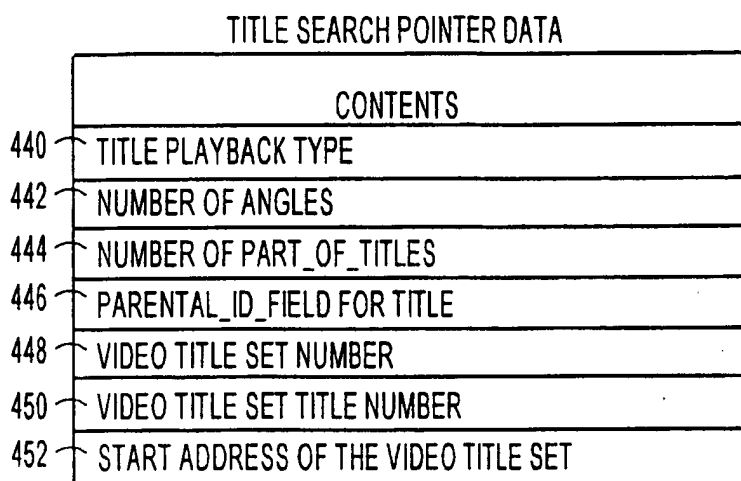 TITLE SEARCH POINTER DATA
CONTENTS
440 TITLE PLAYBACK TYPE
442 NUMBER OF ANGLES
444 NUMBER OF PART_OF_TITLES
446 PARENTAL_ID_FIELD FOR TITLE
448 VIDEO TITLE SET NUMBER
450 VIDEO TITLE SET TITLE NUMBER
452 START ADDRESS OF THE VIDEO TITLE SET